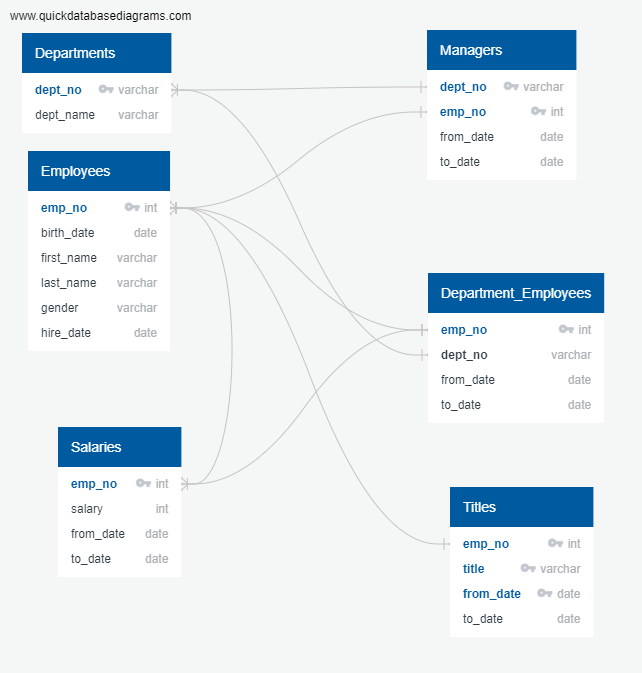 www.quickdatabasediagrams.com
Departments
dept_no varchar
dept_name varchar
Managers
dept_no varchar
emp_no int
from_date date
to_date date
Employees
emp_no int
birth_date date
first_name varchar
last_name varchar
gender varchar
hire_date date
Department_Employees
emp_no int
dept_no varchar
from_date date
to_date date
Salaries
emp_no int
salary int
from_date date
to_date date
Titles
emp_no int
title varchar
from_date date
to_date date